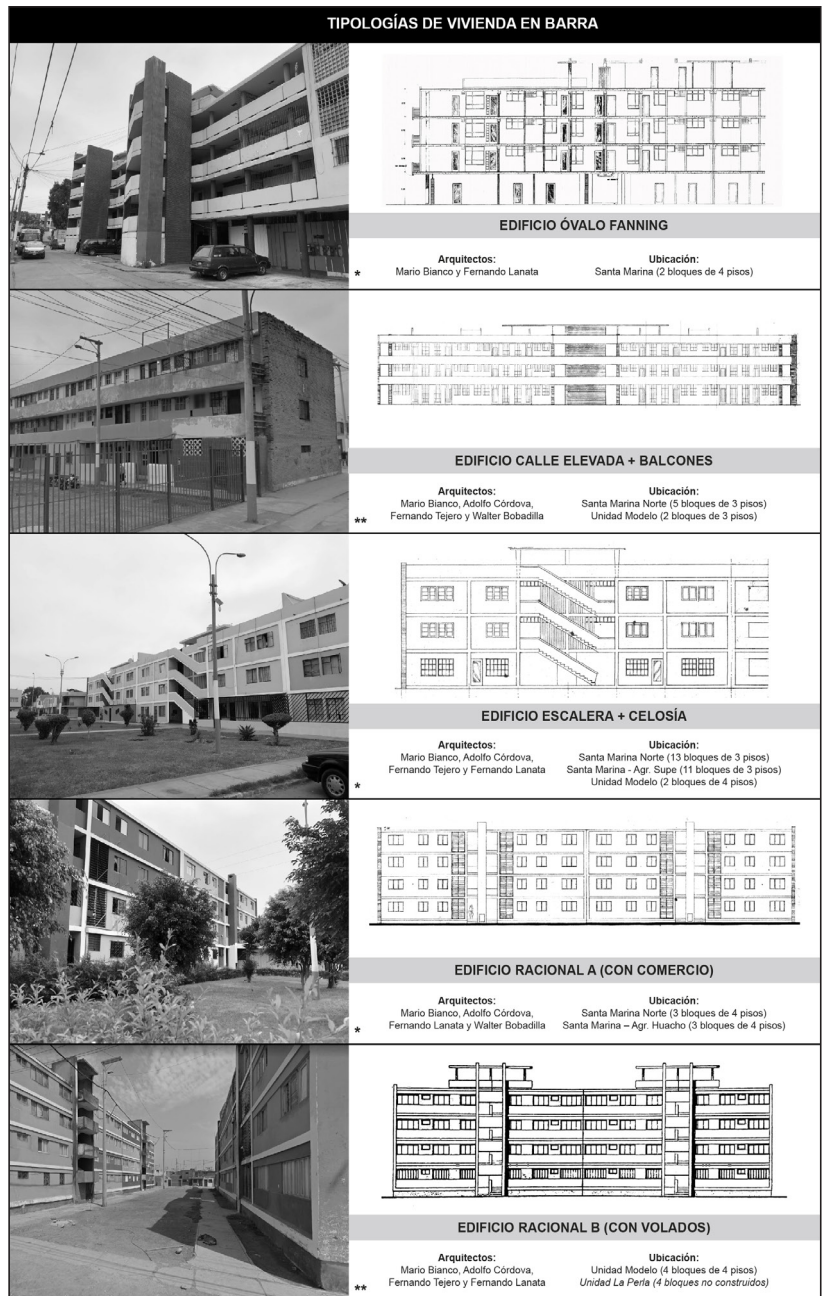 TIPOLOGÍAS DE VIVIENDA EN BARRA
EDIFICIO ÓVALO FANNING
Arquitectos:
Mario Bianco y Fernando Lanata
Ubicación:
Santa Marina (2 bloques de 4 pisos)
*
EDIFICIO CALLE ELEVADA + BALCONES
Arquitectos:
Mario Bianco, Adolfo Córdova,
Fernando Tejero y Walter Bobadilla
Ubicación:
Santa Marina Norte (5 bloques de 3 pisos)
Unidad Modelo (2 bloques de 3 pisos)
**
EDIFICIO ESCALERA + CELOSÍA
Arquitectos:
Mario Bianco, Adolfo Córdova,
Fernando Tejero y Fernando Lanata
Ubicación:
Santa Marina Norte (13 bloques de 3 pisos)
Santa Marina - Agr. Supe (11 bloques de 3 pisos)
Unidad Modelo (2 bloques de 4 pisos)
*
EDIFICIO RACIONAL A (CON COMERCIO)
Arquitectos:
Mario Bianco, Adolfo Córdova,
Fernando Lanata y Walter Bobadilla
Ubicación:
Santa Marina Norte (3 bloques de 4 pisos)
Santa Marina – Agr. Huacho (3 bloques de 4 pisos)
*
EDIFICIO RACIONAL B (CON VOLADOS)
Arquitectos:
Mario Bianco, Adolfo Córdova,
Fernando Tejero y Fernando Lanata
Ubicación:
Unidad Modelo (4 bloques de 4 pisos)
Unidad La Perla (4 bloques no construidos)
**